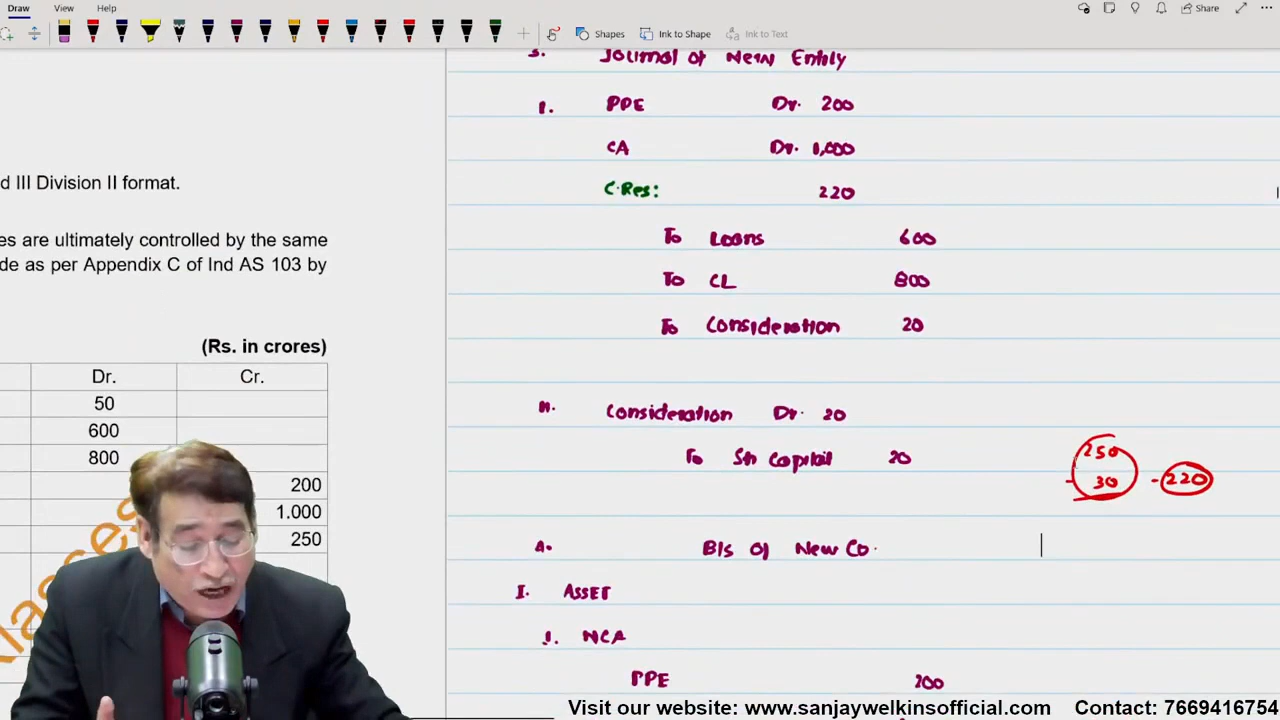 Draw View Help
Share
Shapes Ink to Shape Ink to Text
d III Division II format.
es are ultimately controlled by the same
de as per Appendix C of Ind AS 103 by
(Rs. in crores)
Dr. Cr.
50
600
800
200
1.000
250
3. Journal of New Entity
1. PPE Dr. 200
CA Dr. 1,000
C.Res: 220
To Loans 600
To CL 800
To Consideration 20
II. Consideration Dr. 20
To Sh Capital 20
250
- 30 - 220
A. B/s of New Co.
I. ASSET
1. NCA
PPE 200
Visit our website: www.sanjaywelkinsofficial.com Contact: 7669416754